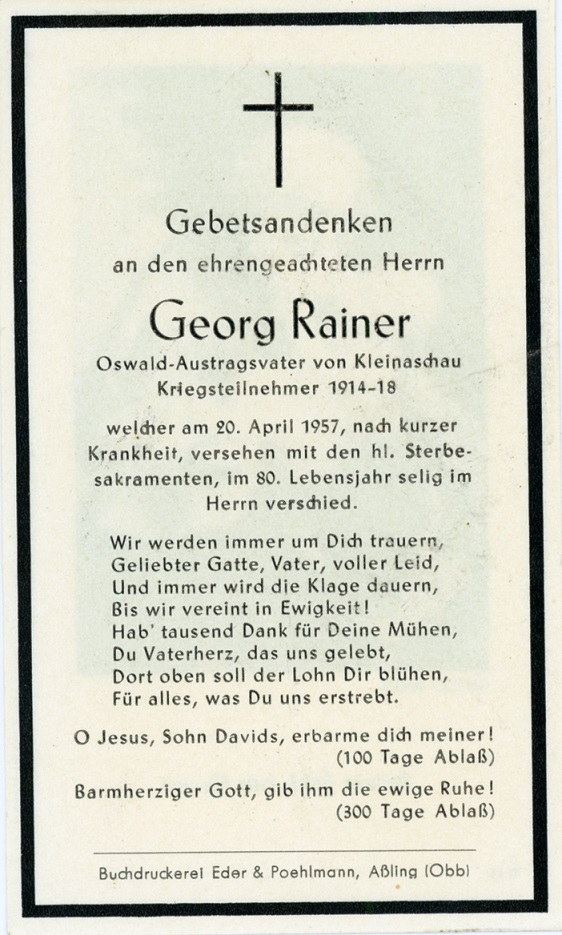 Gebetsandenken
an den ehrengeachteten Herrn
Georg Rainer
Oswald-Austragsvater von Kleinaschau
Kriegsteilnehmer 1914-18
welcher am 20. April 1957, nach kurzer
Krankheit, versehen mit den hl. Sterbe-
sakramenten, im 80. Lebensjahr selig im
Herrn verschied.
Wir werden immer um Dich trauern,
Geliebter Gatte, Vater, voller Leid,
Und immer wird die Klage dauern,
Bis wir vereint in Ewigkeit!
Hab' tausend Dank für Deine Mühen,
Du Vaterherz, das uns gelebt,
Dort oben soll der Lohn Dir blühen,
Für alles, was Du uns erstrebt.
O Jesus, Sohn Davids, erbarme dich meiner!
(100 Tage Ablaß)
Barmherziger Gott, gib ihm die ewige Ruhe!
(300 Tage Ablaß)
Buchdruckerei Eder & Poehlmann, Aßling (Obb)